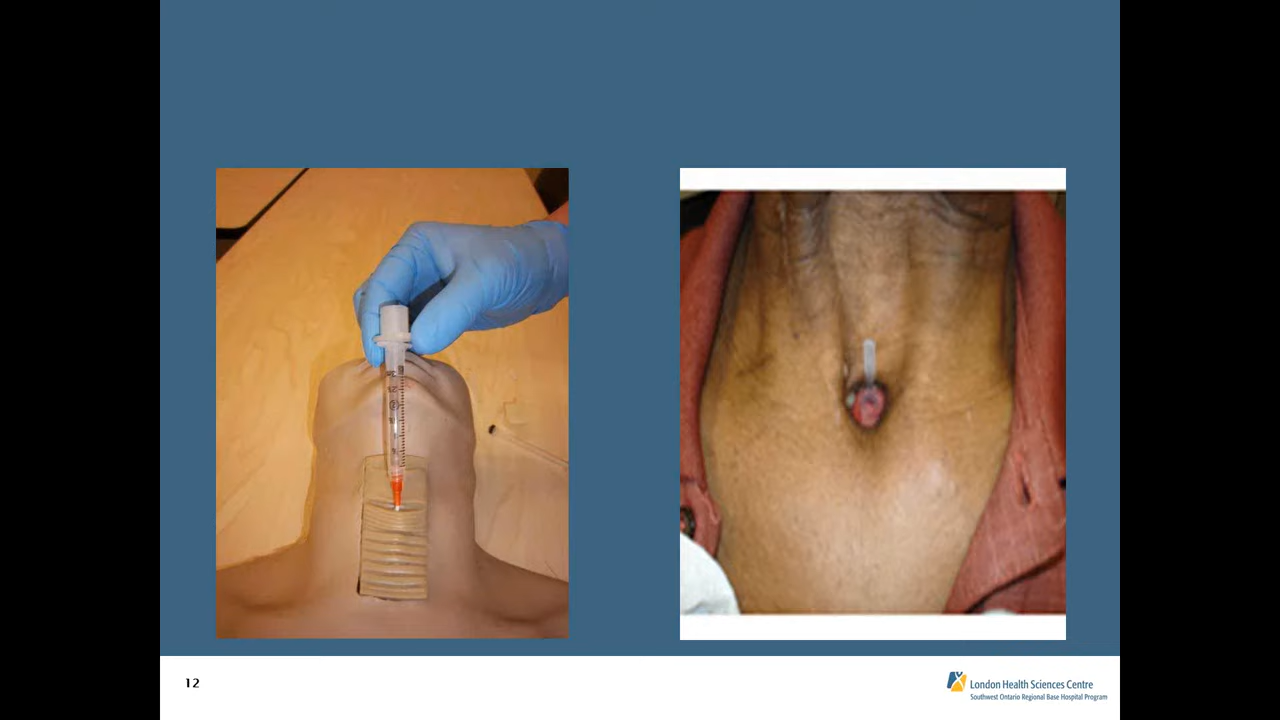 12
London Health Sciences Centre
Southwest Ontario Regional Base Hospital Program